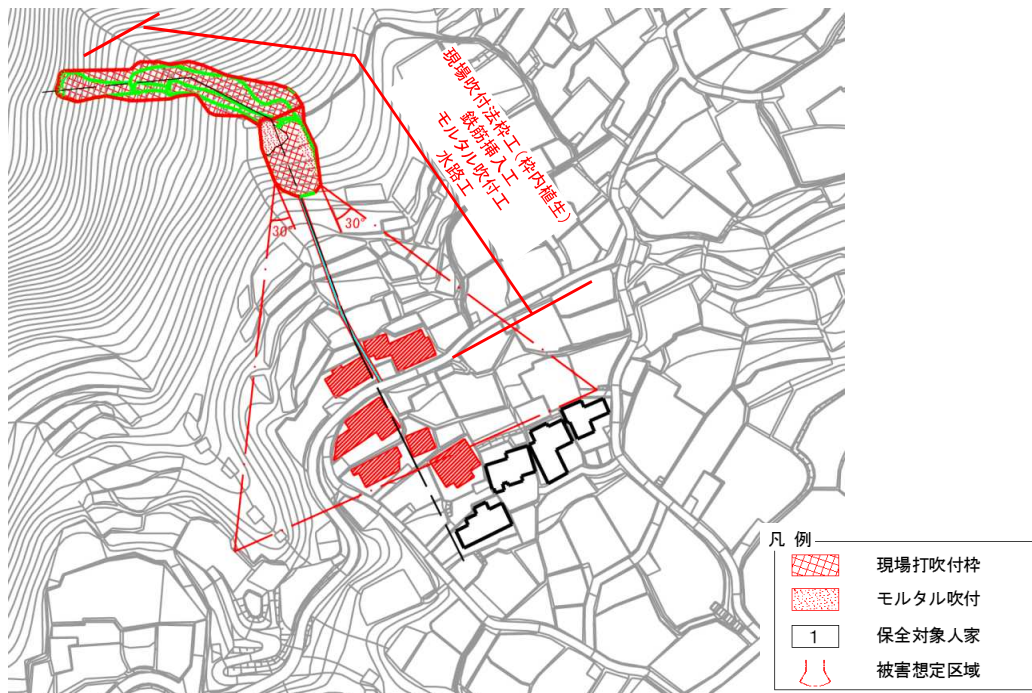 現場吹付法枠工(枠内植生)
鉄筋挿入工
モルタル吹付工
水路工
30°
30°
凡 例
現場打吹付枠
モルタル吹付
1
保全対象人家
被害想定区域